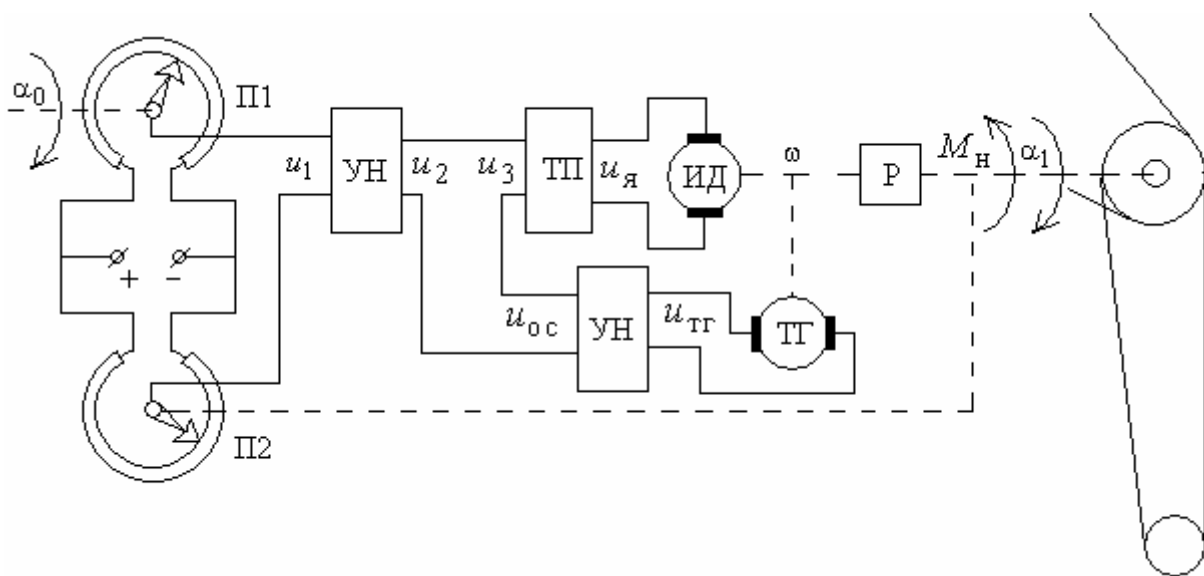 α₀
П1
u₁
УН
u₂
u₃
ТП
uя
ИД
ω
Р
Mн
α₁
+
-
uос
УН
uтг
ТГ
П2